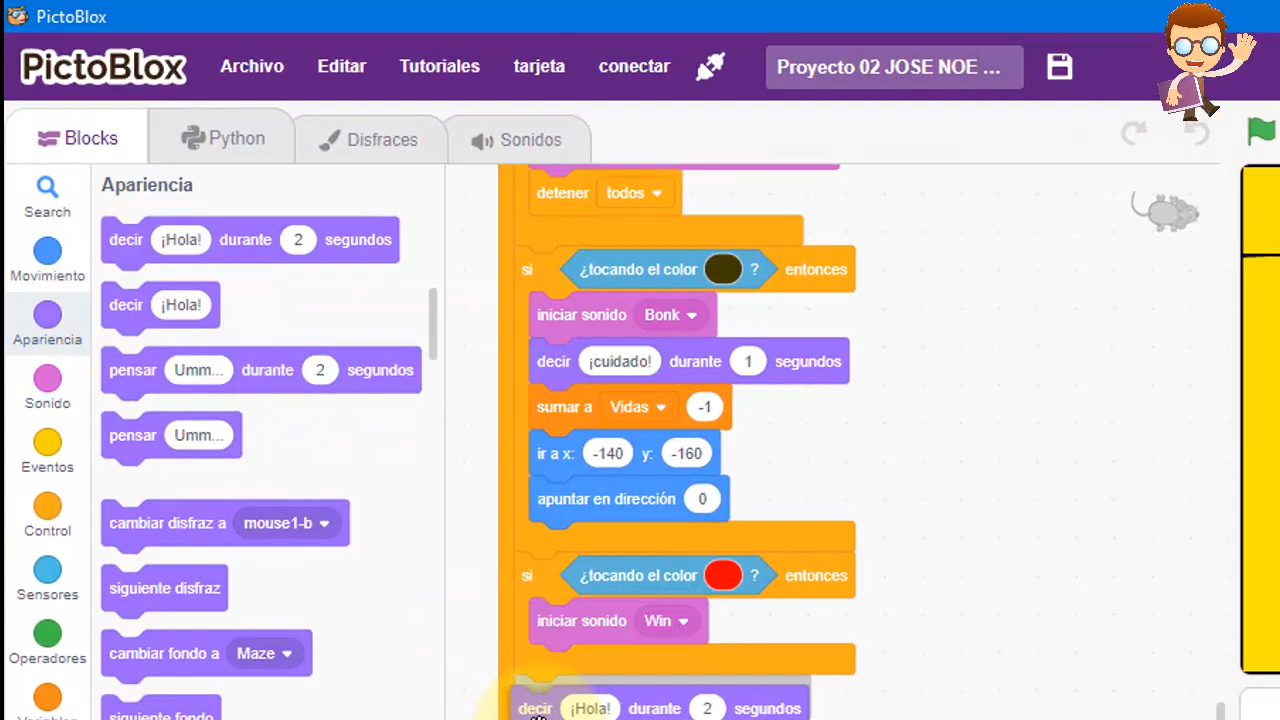 PictoBlox
PictoBlox Archivo Editar Tutoriales tarjeta conectar Proyecto 02 JOSE NOE ...
Blocks Python Disfraces Sonidos
Search
Movimiento
Apariencia
Sonido
Eventos
Control
Sensores
Operadores
Apariencia
decir ¡Hola! durante 2 segundos
decir ¡Hola!
pensar Umm... durante 2 segundos
pensar Umm...
cambiar disfraz a mouse1-b
siguiente disfraz
cambiar fondo a Maze
siguiente fondo
detener todos
si ¿tocando el color ? entonces
iniciar sonido Bonk
decir ¡cuidado! durante 1 segundos
sumar a Vidas -1
ir a x: -140 y: -160
apuntar en dirección 0
si ¿tocando el color ? entonces
iniciar sonido Win
decir ¡Hola! durante 2 segundos